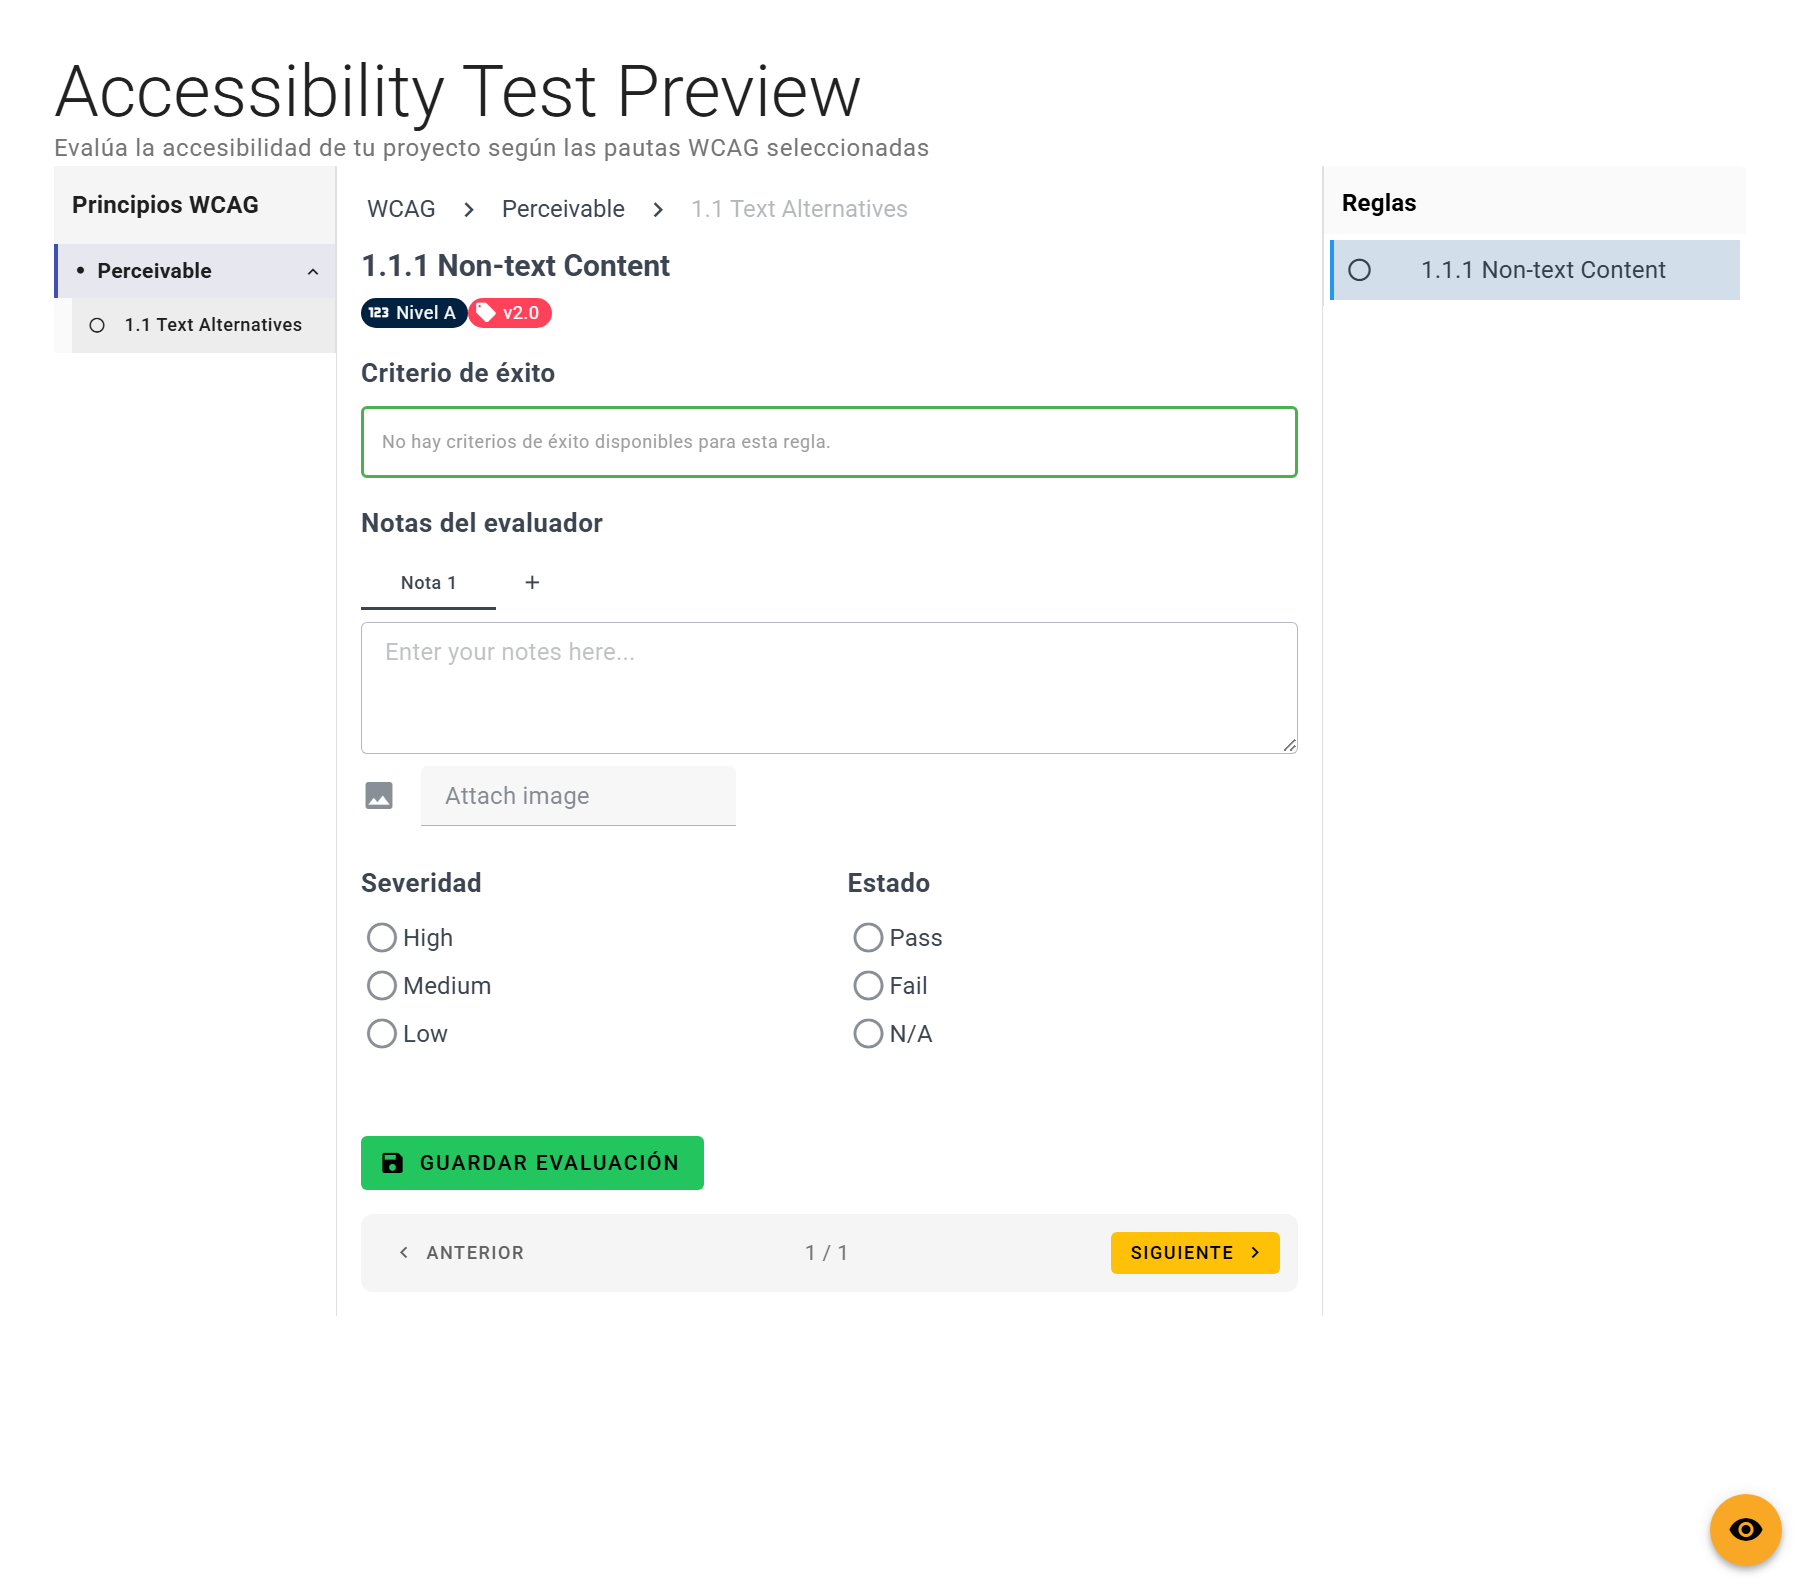 Accessibility Test Preview
Evalúa la accesibilidad de tu proyecto según las pautas WCAG seleccionadas
Principios WCAG
Perceivable
1.1 Text Alternatives
WCAG
Perceivable
1.1 Text Alternatives
1.1.1 Non-text Content
123 Nivel A
v2.0
Criterio de éxito
No hay criterios de éxito disponibles para esta regla.
Notas del evaluador
Nota 1
+
Enter your notes here...
Attach image
Severidad
High
Medium
Low
Estado
Pass
Fail
N/A
GUARDAR EVALUACIÓN
ANTERIOR
1 / 1
SIGUIENTE
Reglas
1.1.1 Non-text Content